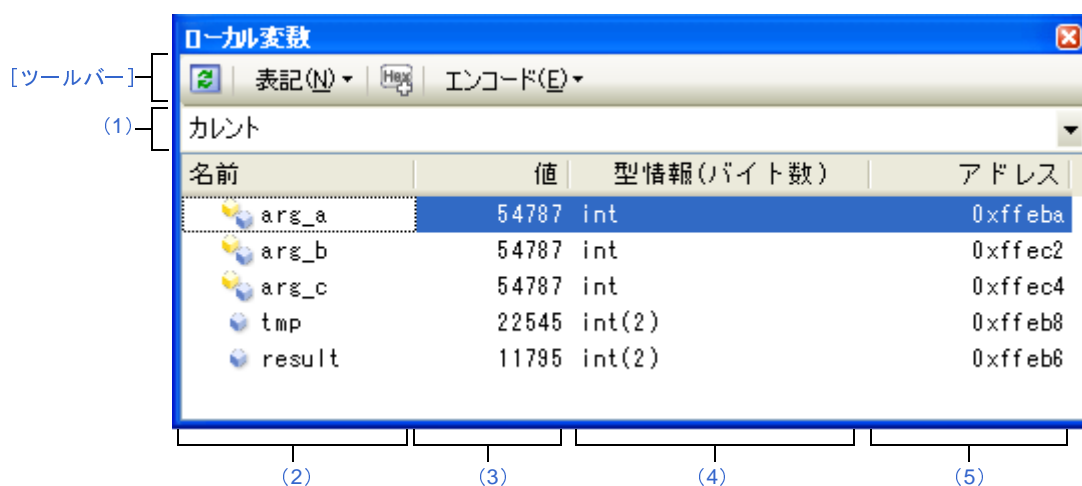 ローカル変数
[ツールバー]
表記(N) Hex エンコード(E)
(1)
カレント
名前 値 型情報(バイト数) アドレス
arg_a 54787 int 0xffeba
arg_b 54787 int 0xffec2
arg_c 54787 int 0xffec4
tmp 22545 int(2) 0xffeb8
result 11795 int(2) 0xffeb6
(2) (3) (4) (5)